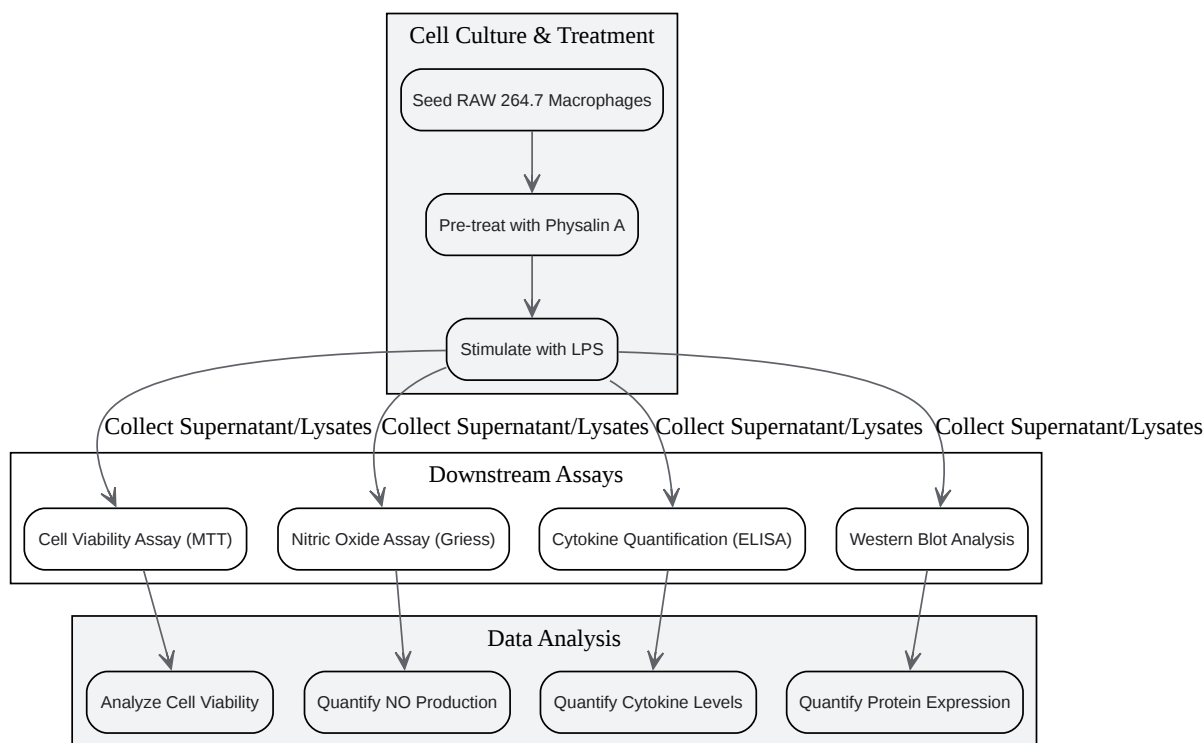 Cell Culture & Treatment
Seed RAW 264.7 Macrophages
Pre-treat with Physalin A
Stimulate with LPS
Collect Supernatant/Lysates
Collect Supernatant/Lysates
Collect Supernatant/Lysates
Collect Supernatant/Lysates
Downstream Assays
Cell Viability Assay (MTT)
Nitric Oxide Assay (Griess)
Cytokine Quantification (ELISA)
Western Blot Analysis
Data Analysis
Analyze Cell Viability
Quantify NO Production
Quantify Cytokine Levels
Quantify Protein Expression